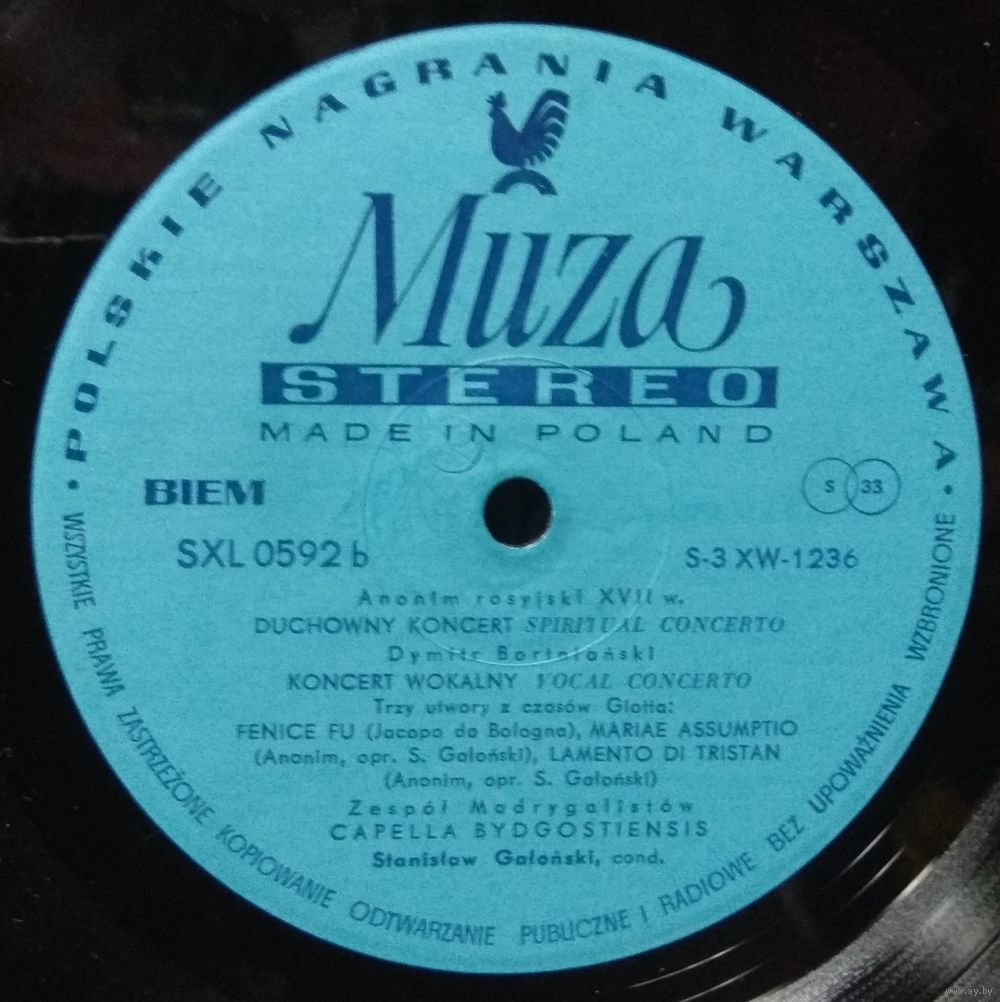 • POLSKIE NAGRANIA WARSZAWA •
Muza
STEREO
MADE IN POLAND
BIEM
S 33
SXL 0592 b
S-3 XW-1236
Anonim rosyjski XVII w.
DUCHOWNY KONCERT SPIRITUAL CONCERTO
Dymitr Bortniański
KONCERT WOKALNY VOCAL CONCERTO
Trzy utwory z czasów Giotta:
FENICE FU (Jacopo da Bologna), MARIAE ASSUMPTIO
(Anonim, opr. S. Gałoński), LAMENTO DI TRISTAN
(Anonim, opr. S. Gałoński)
Zespół Madrygalistów
CAPELLA BYDGOSTIENSIS
Stanisław Gałoński, cond.
WSZYSTKIE PRAWA ZASTRZEŻONE KOPIOWANIE ODTWARZANIE PUBLICZNE I RADIOWE BEZ UPOWAŻNIENIA WZBRONIONE
www.ay.by